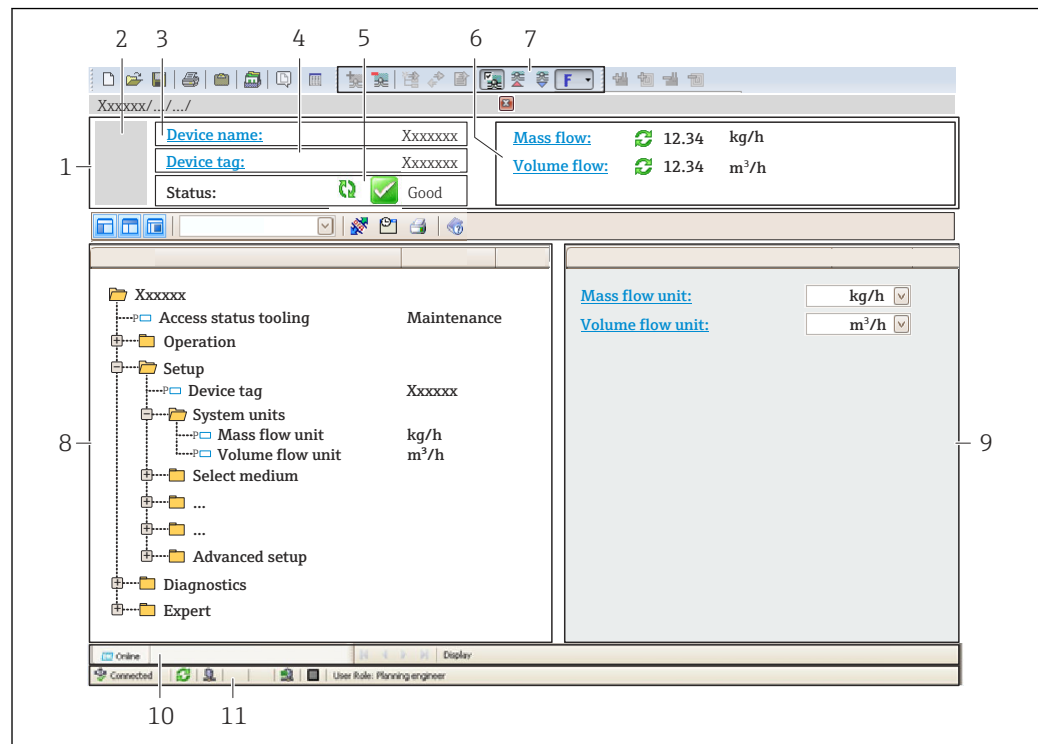 2 3 4 5 6 7
F
Xxxxxx/.../.../
1
Device name: Xxxxxxx
Device tag: Xxxxxxx
Status: Good
Mass flow: 12.34 kg/h
Volume flow: 12.34 m³/h
8
Xxxxxx
P Access status tooling Maintenance
Operation
Setup
P Device tag Xxxxxx
System units
P Mass flow unit kg/h
P Volume flow unit m³/h
Select medium
...
...
Advanced setup
Diagnostics
Expert
Mass flow unit: kg/h
Volume flow unit: m³/h
9
Online Display
Connected User Role: Planning engineer
10 11